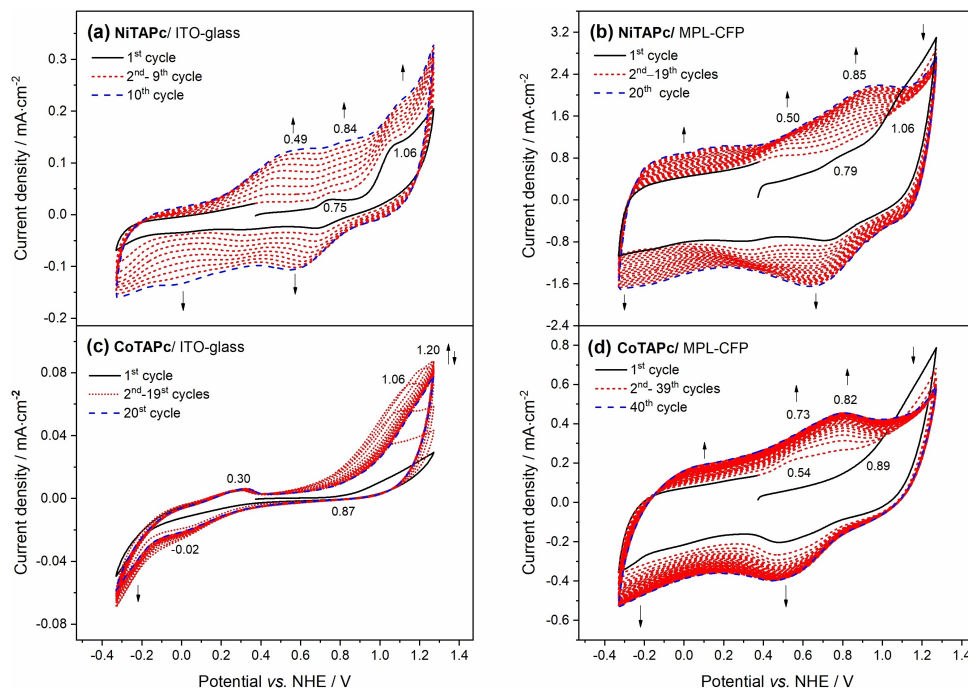 (a) NiTAPc/ ITO-glass
1st cycle
2nd- 9th cycle
10th cycle
0.49
0.84
1.06
0.75
0.3
0.2
0.1
0.0
-0.1
-0.2
Current density / mA·cm-2
(b) NiTAPc/ MPL-CFP
1st cycle
2nd–19th cycles
20th cycle
0.50
0.85
1.06
0.79
3.2
2.4
1.6
0.8
0.0
-0.8
-1.6
-2.4
Current density / mA·cm-2
(c) CoTAPc/ ITO-glass
1st cycle
2nd-19st cycles
20st cycle
1.20
1.06
0.30
0.87
-0.02
0.08
0.04
0.00
-0.04
-0.08
Current density / mA·cm-2
-0.4 -0.2 0.0 0.2 0.4 0.6 0.8 1.0 1.2 1.4
Potential vs. NHE / V
(d) CoTAPc/ MPL-CFP
1st cycle
2nd- 39th cycles
40th cycle
0.73
0.82
0.54
0.89
0.8
0.6
0.4
0.2
0.0
-0.2
-0.4
-0.6
Current density / mA·cm-2
-0.4 -0.2 0.0 0.2 0.4 0.6 0.8 1.0 1.2 1.4
Potential vs. NHE / V